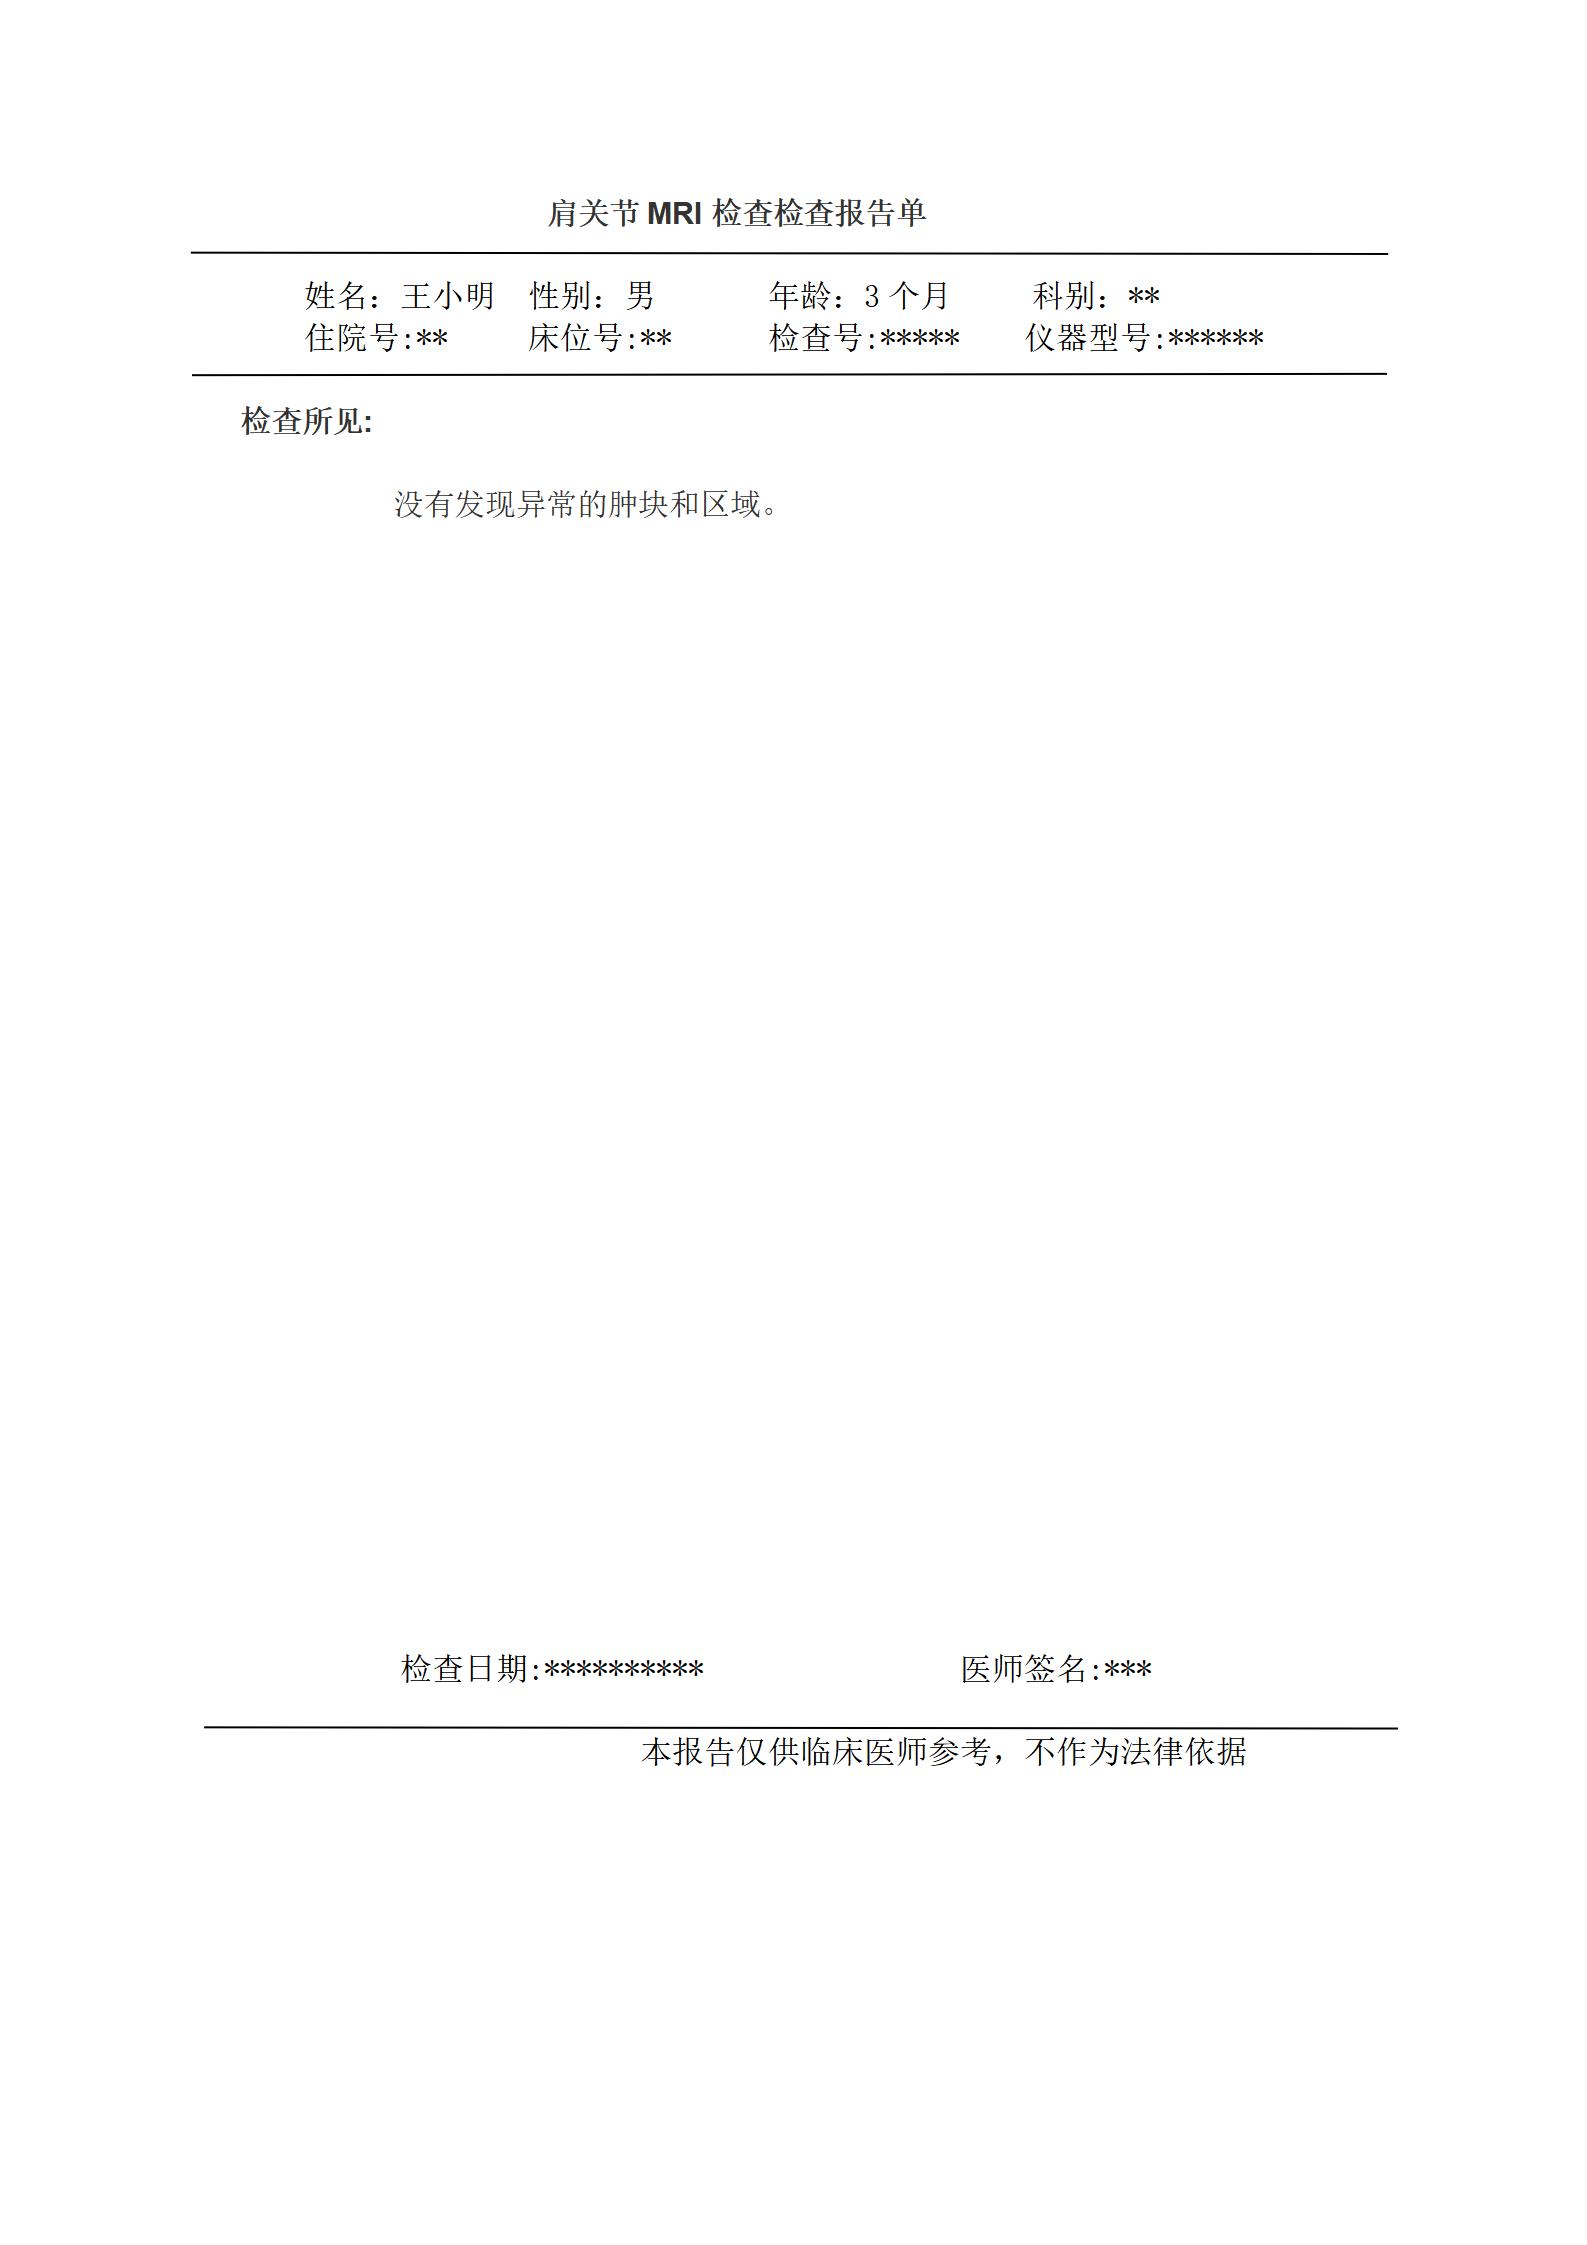 肩关节 MRI 检查检查报告单
姓名：王小明 性别：男 年龄：3 个月 科别：**
住院号:** 床位号:** 检查号:***** 仪器型号:******
检查所见:
没有发现异常的肿块和区域。
检查日期:********** 医师签名:***
本报告仅供临床医师参考，不作为法律依据